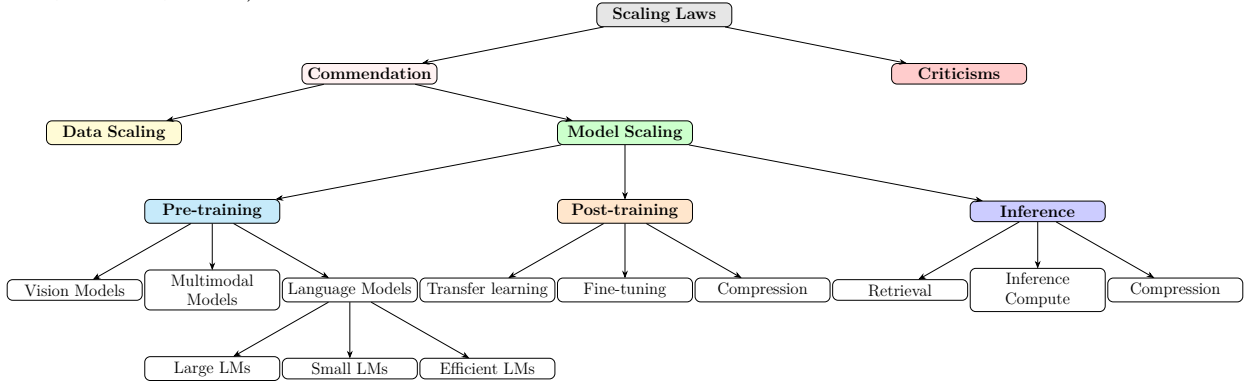 Scaling Laws
Commendation
Criticisms
Data Scaling
Model Scaling
Pre-training
Post-training
Inference
Vision Models
Multimodal
Models
Language Models
Transfer learning
Fine-tuning
Compression
Retrieval
Inference
Compute
Compression
Large LMs
Small LMs
Efficient LMs